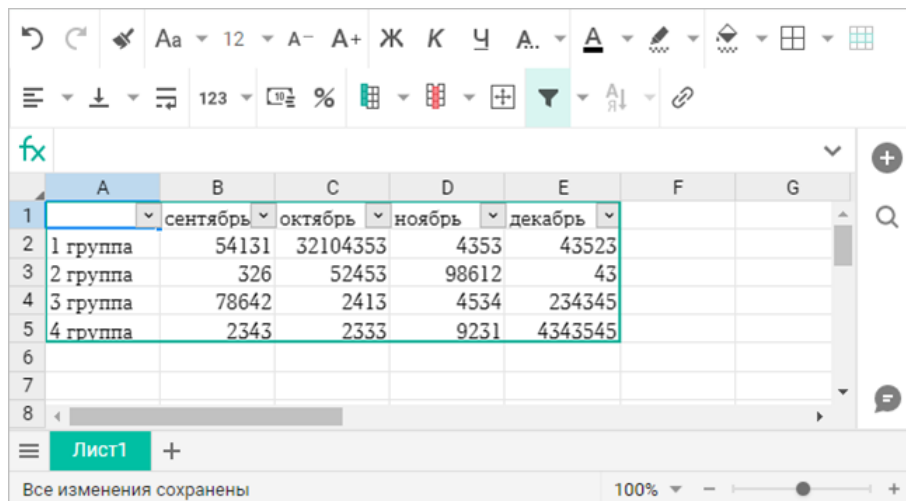 Aa 12 A− A+ Ж К Ч А... А
123 10 % А Я
fx
A B C D E F G
1 сентябрь октябрь ноябрь декабрь
2 1 группа 54131 32104353 4353 43523
3 2 группа 326 52453 98612 43
4 3 группа 78642 2413 4534 234345
5 4 группа 2343 2333 9231 4343545
6
7
8
Лист1 +
Все изменения сохранены 100% − +